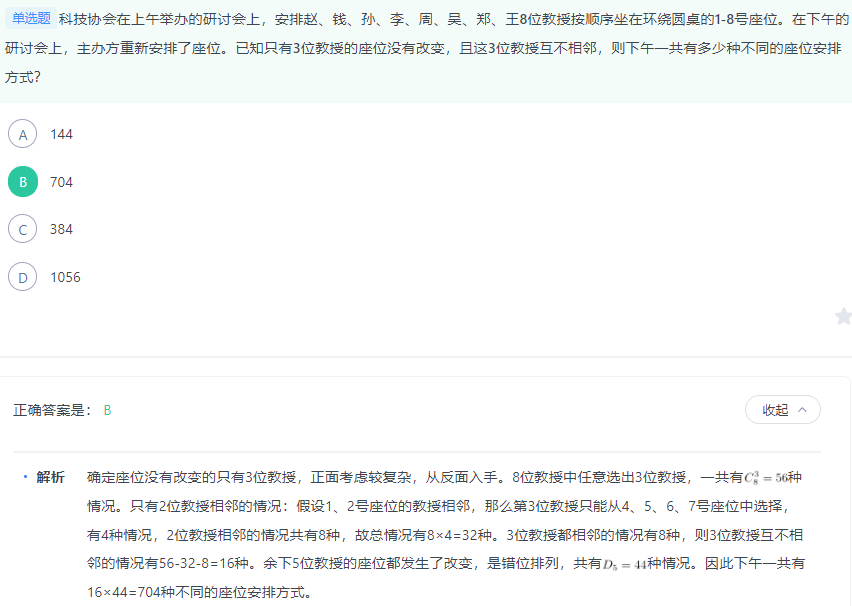 单选题 科技协会在上午举办的研讨会上，安排赵、钱、孙、李、周、吴、郑、王8位教授按顺序坐在环绕圆桌的1-8号座位。在下午的
研讨会上，主办方重新安排了座位。已知只有3位教授的座位没有改变，且这3位教授互不相邻，则下午一共有多少种不同的座位安排
方式？
A 144
B 704
C 384
D 1056
正确答案是： B
收起
· 解析 确定座位没有改变的只有3位教授，正面考虑较复杂，从反面入手。8位教授中任意选出3位教授，一共有C₈³ = 56种
情况。只有2位教授相邻的情况：假设1、2号座位的教授相邻，那么第3位教授只能从4、5、6、7号座位中选择，
有4种情况，2位教授相邻的情况共有8种，故总情况有8×4=32种。3位教授都相邻的情况有8种，则3位教授互不相
邻的情况有56-32-8=16种。余下5位教授的座位都发生了改变，是错位排列，共有D₅ = 44种情况。因此下午一共有
16×44=704种不同的座位安排方式。